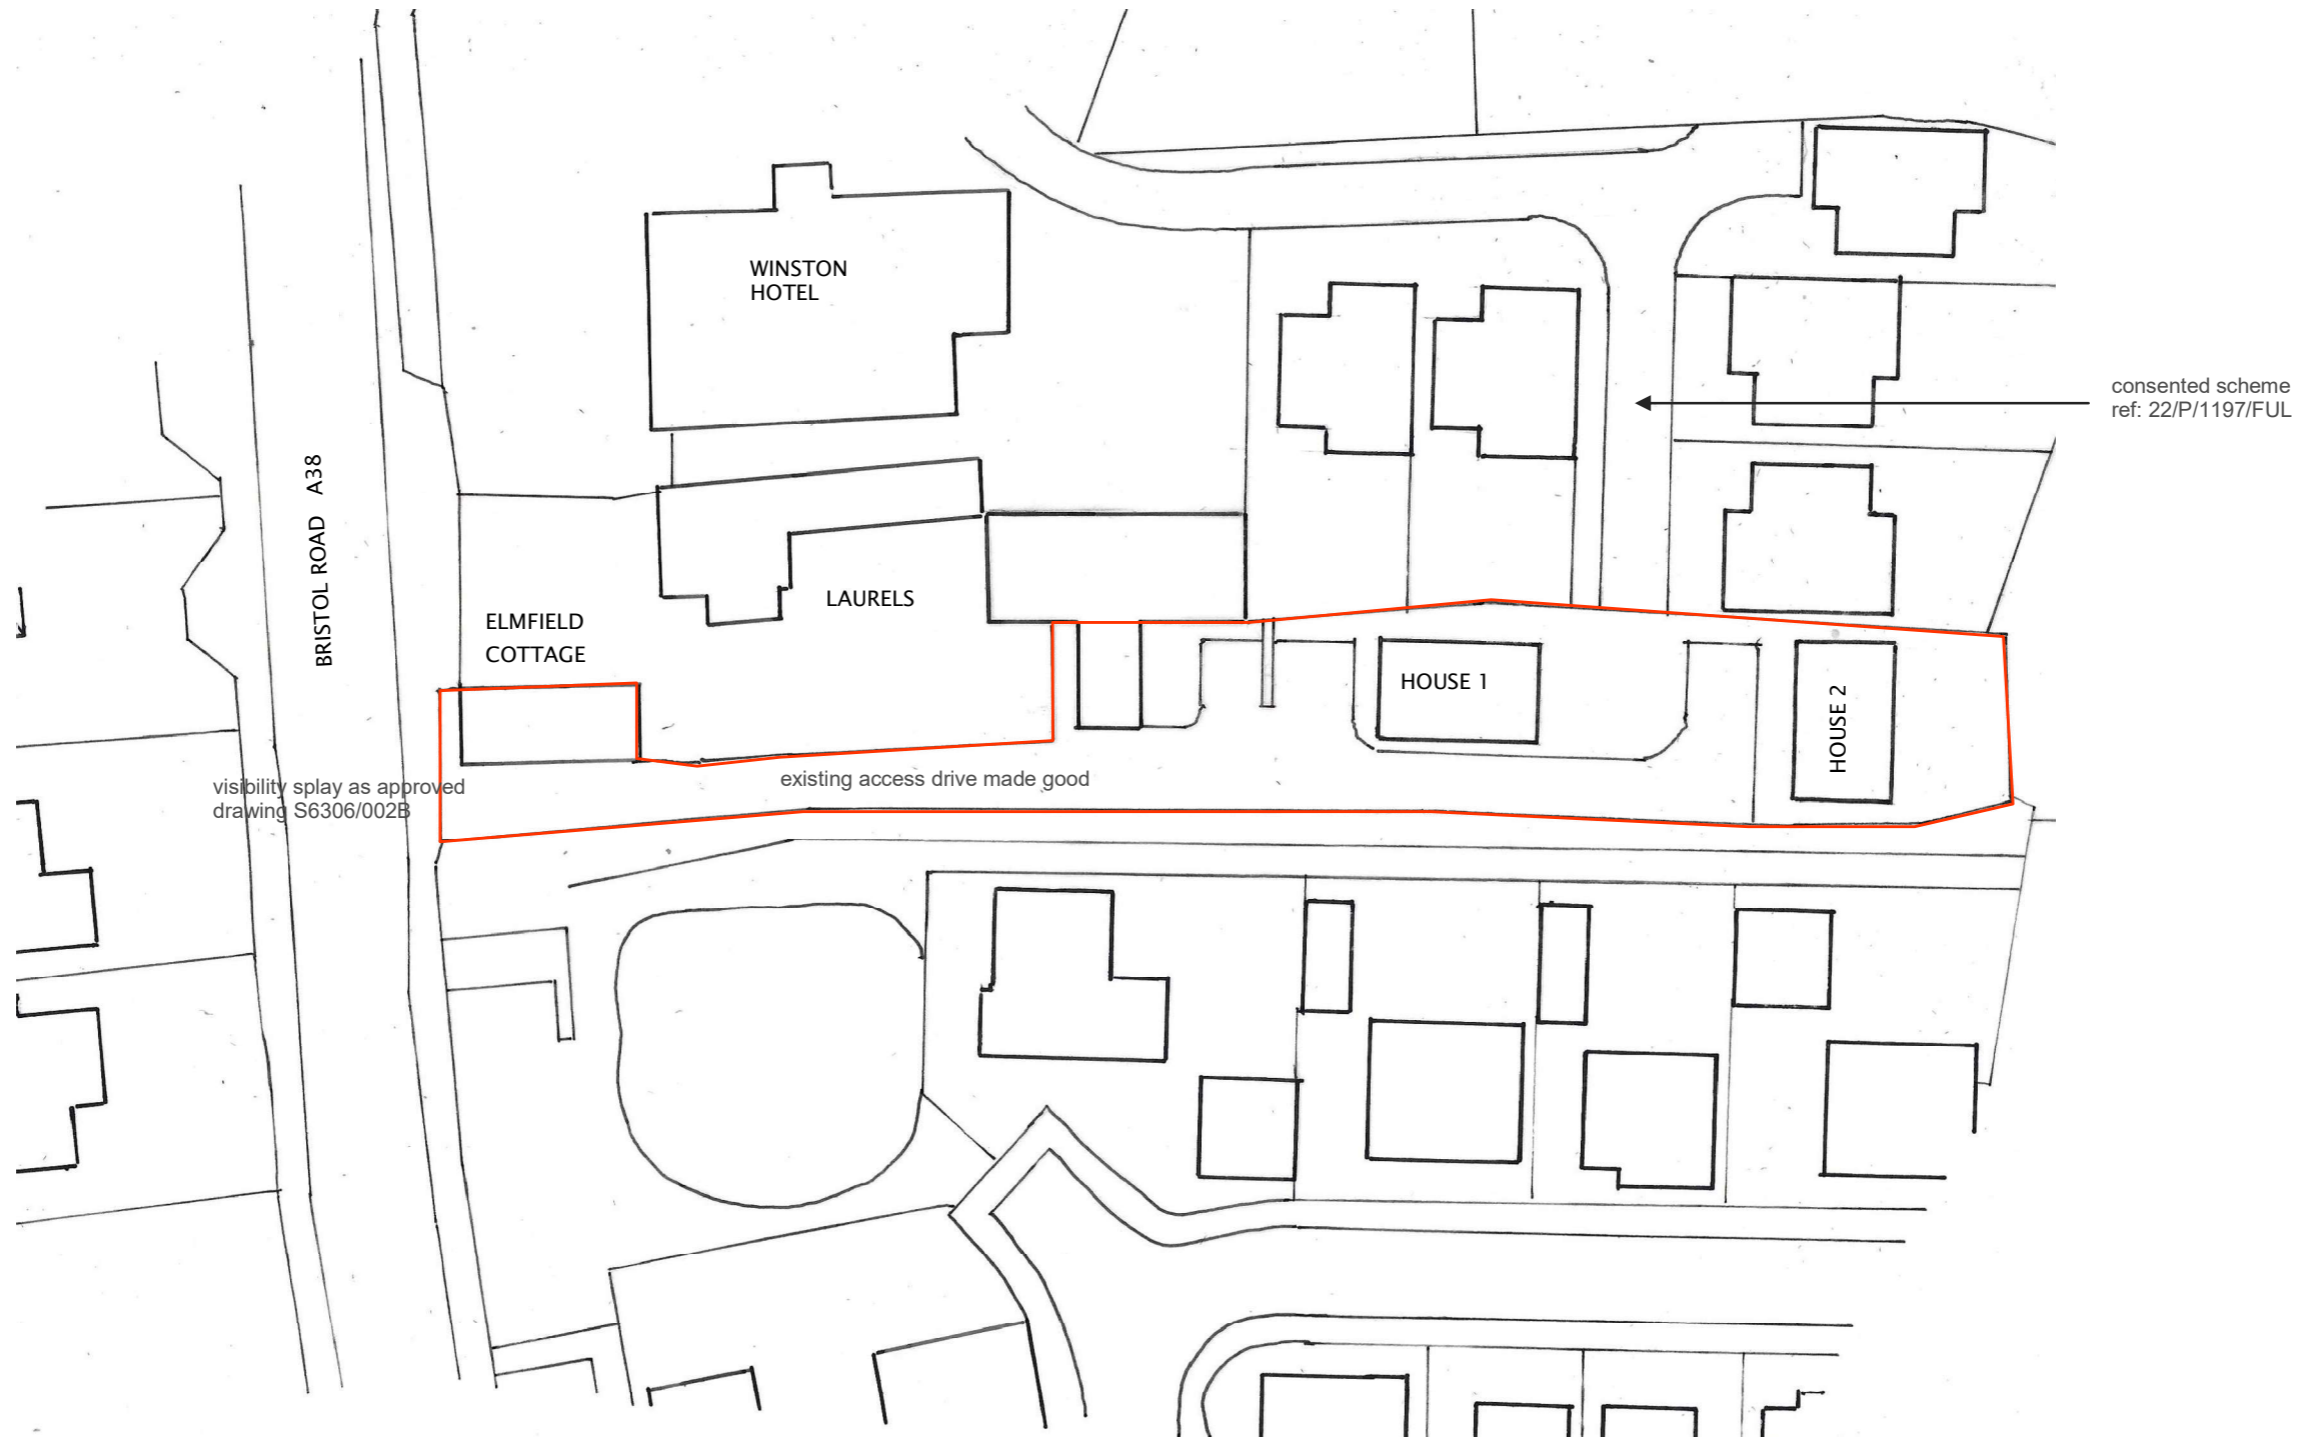 WINSTON
HOTEL
consented scheme
ref: 22/P/1197/FUL
BRISTOL ROAD A38
LAURELS
ELMFIELD
COTTAGE
HOUSE 1
HOUSE 2
visibility splay as approved
drawing S6306/002B
existing access drive made good